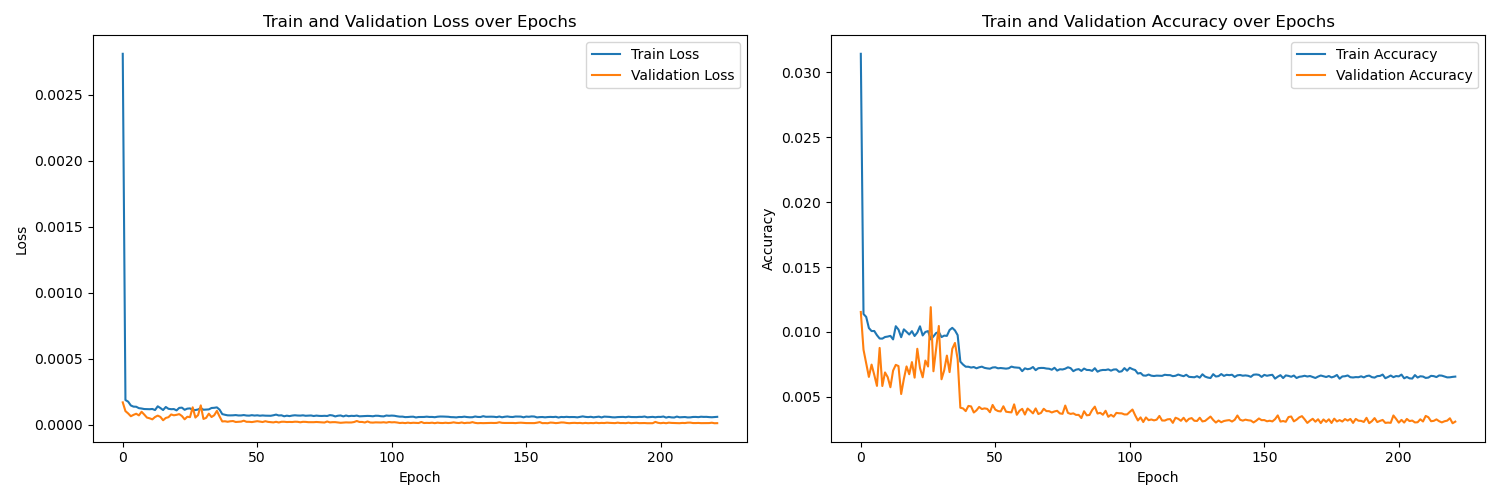 Train and Validation Loss over Epochs
Train Loss
Validation Loss
0.0025
0.0020
0.0015
0.0010
0.0005
0.0000
Loss
0
50
100
150
200
Epoch
Train and Validation Accuracy over Epochs
Train Accuracy
Validation Accuracy
0.030
0.025
0.020
0.015
0.010
0.005
Accuracy
0
50
100
150
200
Epoch